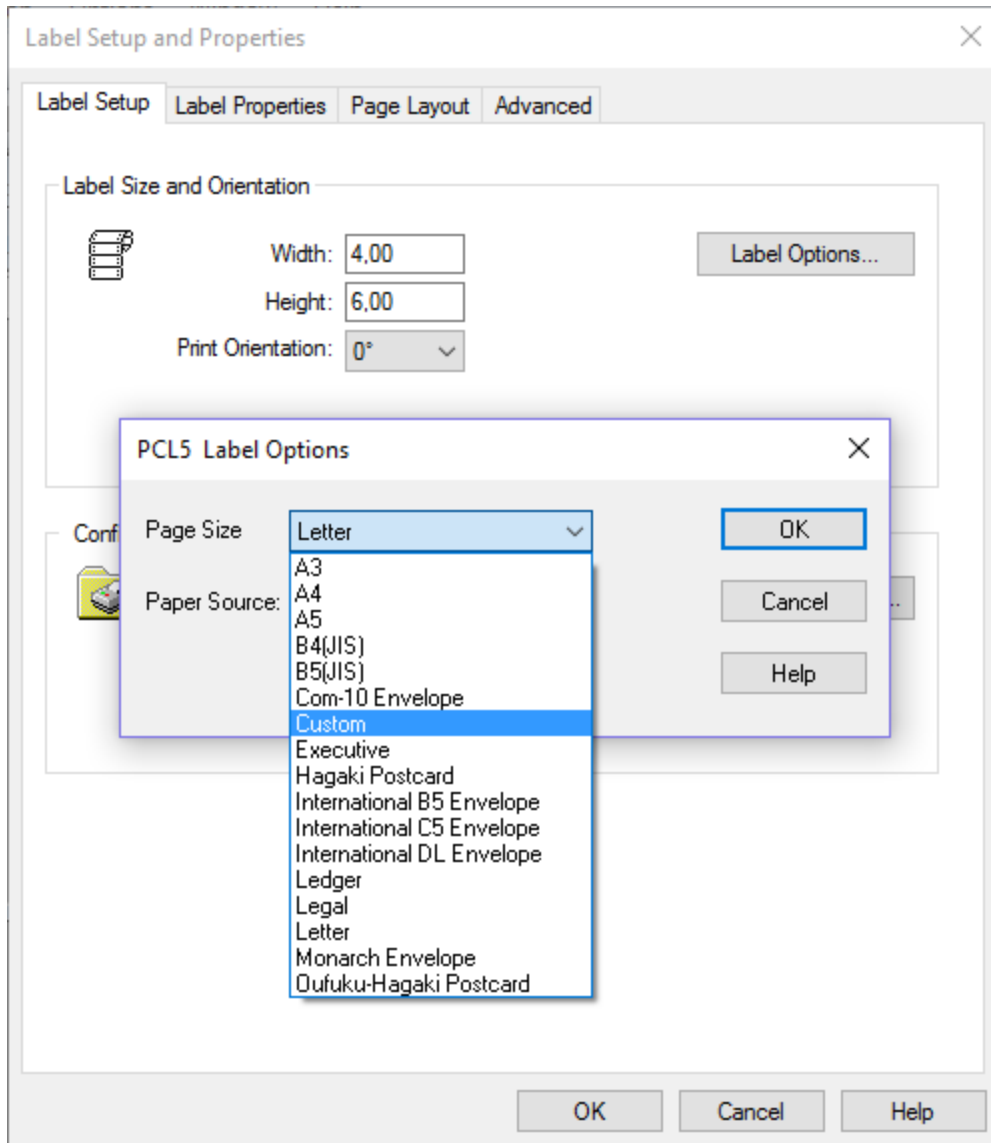 Label Setup and Properties
Label Setup
Label Properties
Page Layout
Advanced
Label Size and Orientation
Width: 4,00
Label Options...
Height: 6,00
Print Orientation: 0°
PCL5 Label Options
Conf
Page Size
Letter
OK
A3
A4
Paper Source:
Cancel
..
A5
B4(JIS)
B5(JIS)
Help
Com-10 Envelope
Custom
Executive
Hagaki Postcard
International B5 Envelope
International C5 Envelope
International DL Envelope
Ledger
Legal
Letter
Monarch Envelope
Oufuku-Hagaki Postcard
OK
Cancel
Help